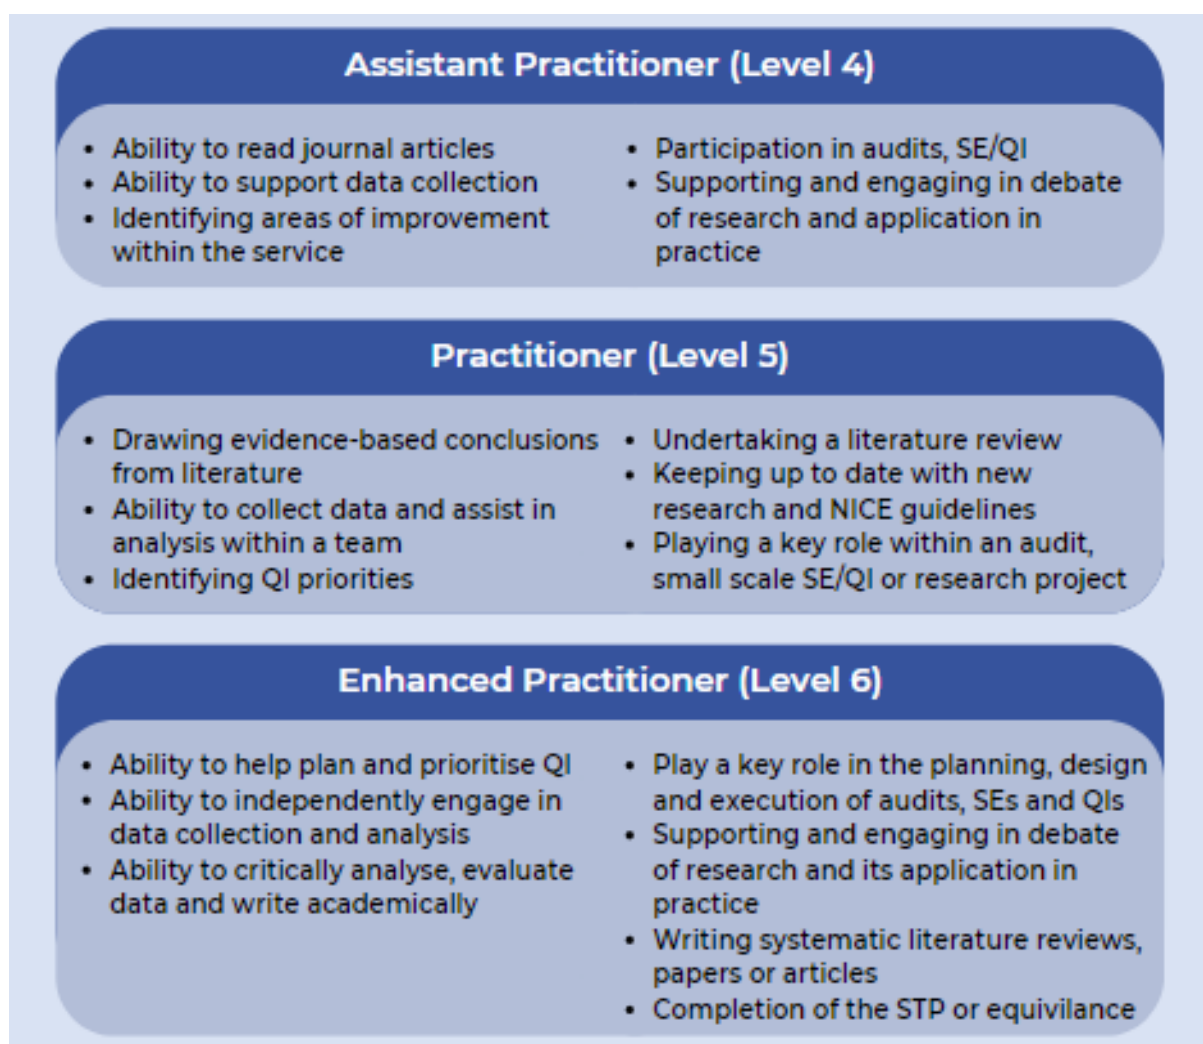 Assistant Practitioner (Level 4)
• Ability to read journal articles
• Ability to support data collection
• Identifying areas of improvement
within the service
• Participation in audits, SE/QI
• Supporting and engaging in debate
of research and application in
practice
Practitioner (Level 5)
• Drawing evidence-based conclusions
from literature
• Ability to collect data and assist in
analysis within a team
• Identifying QI priorities
• Undertaking a literature review
• Keeping up to date with new
research and NICE guidelines
• Playing a key role within an audit,
small scale SE/QI or research project
Enhanced Practitioner (Level 6)
• Ability to help plan and prioritise QI
• Ability to independently engage in
data collection and analysis
• Ability to critically analyse, evaluate
data and write academically
• Play a key role in the planning, design
and execution of audits, SEs and QIs
• Supporting and engaging in debate
of research and its application in
practice
• Writing systematic literature reviews,
papers or articles
• Completion of the STP or equivilance